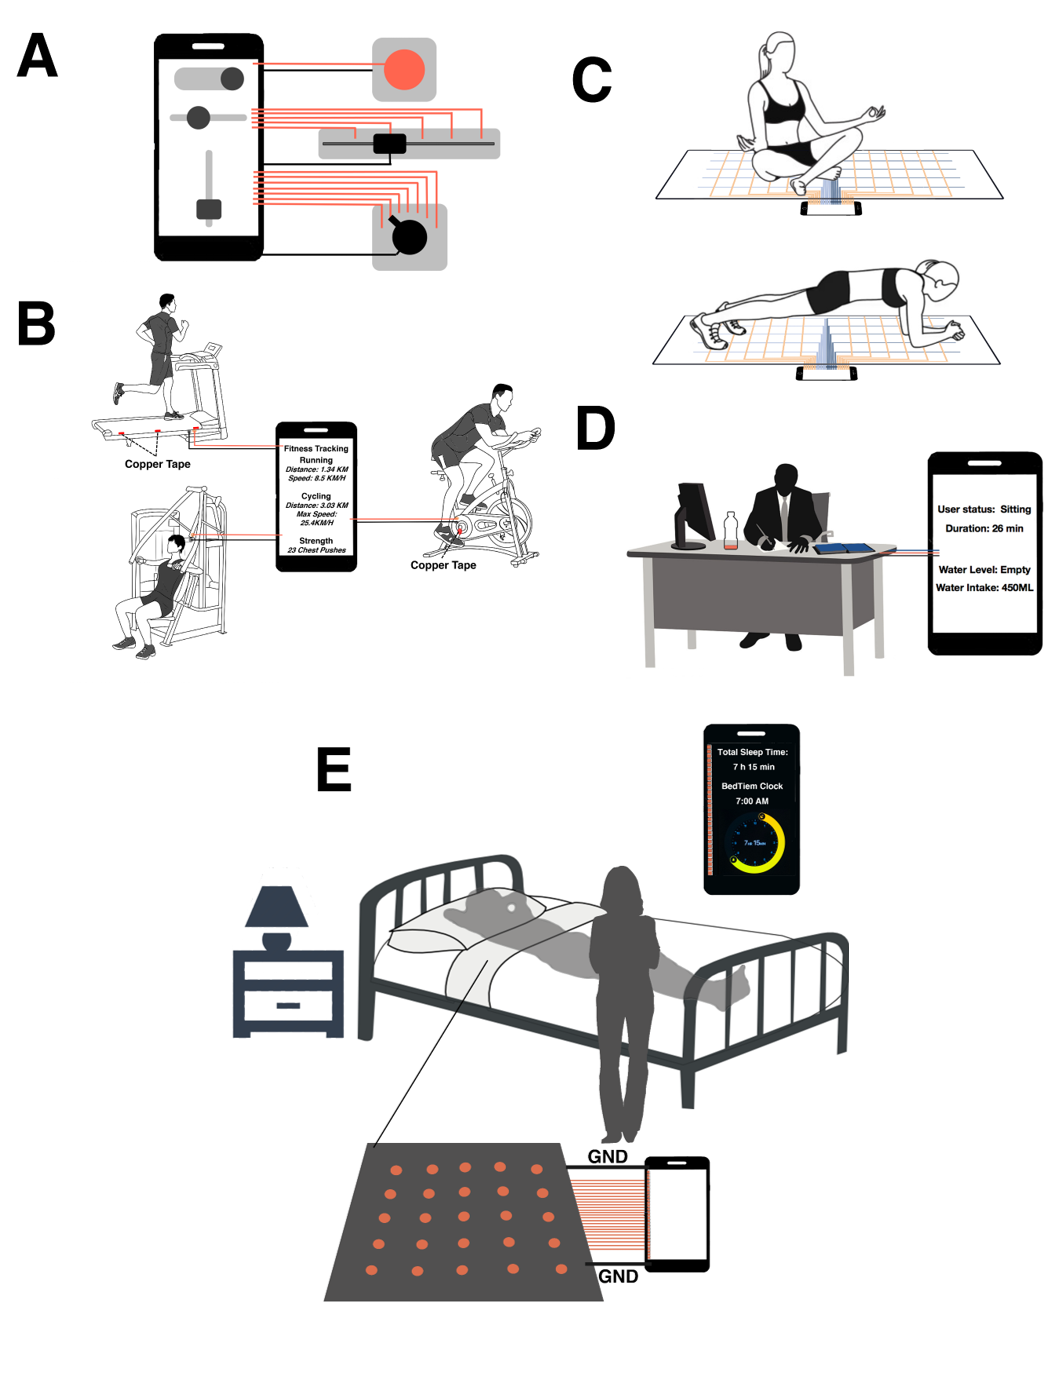 A
B
Copper Tape
Fitness Tracking
Running
Distance: 1.34 KM
Speed: 8.5 KM/H
Cycling
Distance: 3.03 KM
Max Speed:
25.4KM/H
Strength
23 Chest Pushes
Copper Tape
C
D
User status: Sitting
Duration: 26 min
Water Level: Empty
Water Intake: 450ML
E
Total Sleep Time:
7 h 15 min
BedTiem Clock
7:00 AM
GND
GND